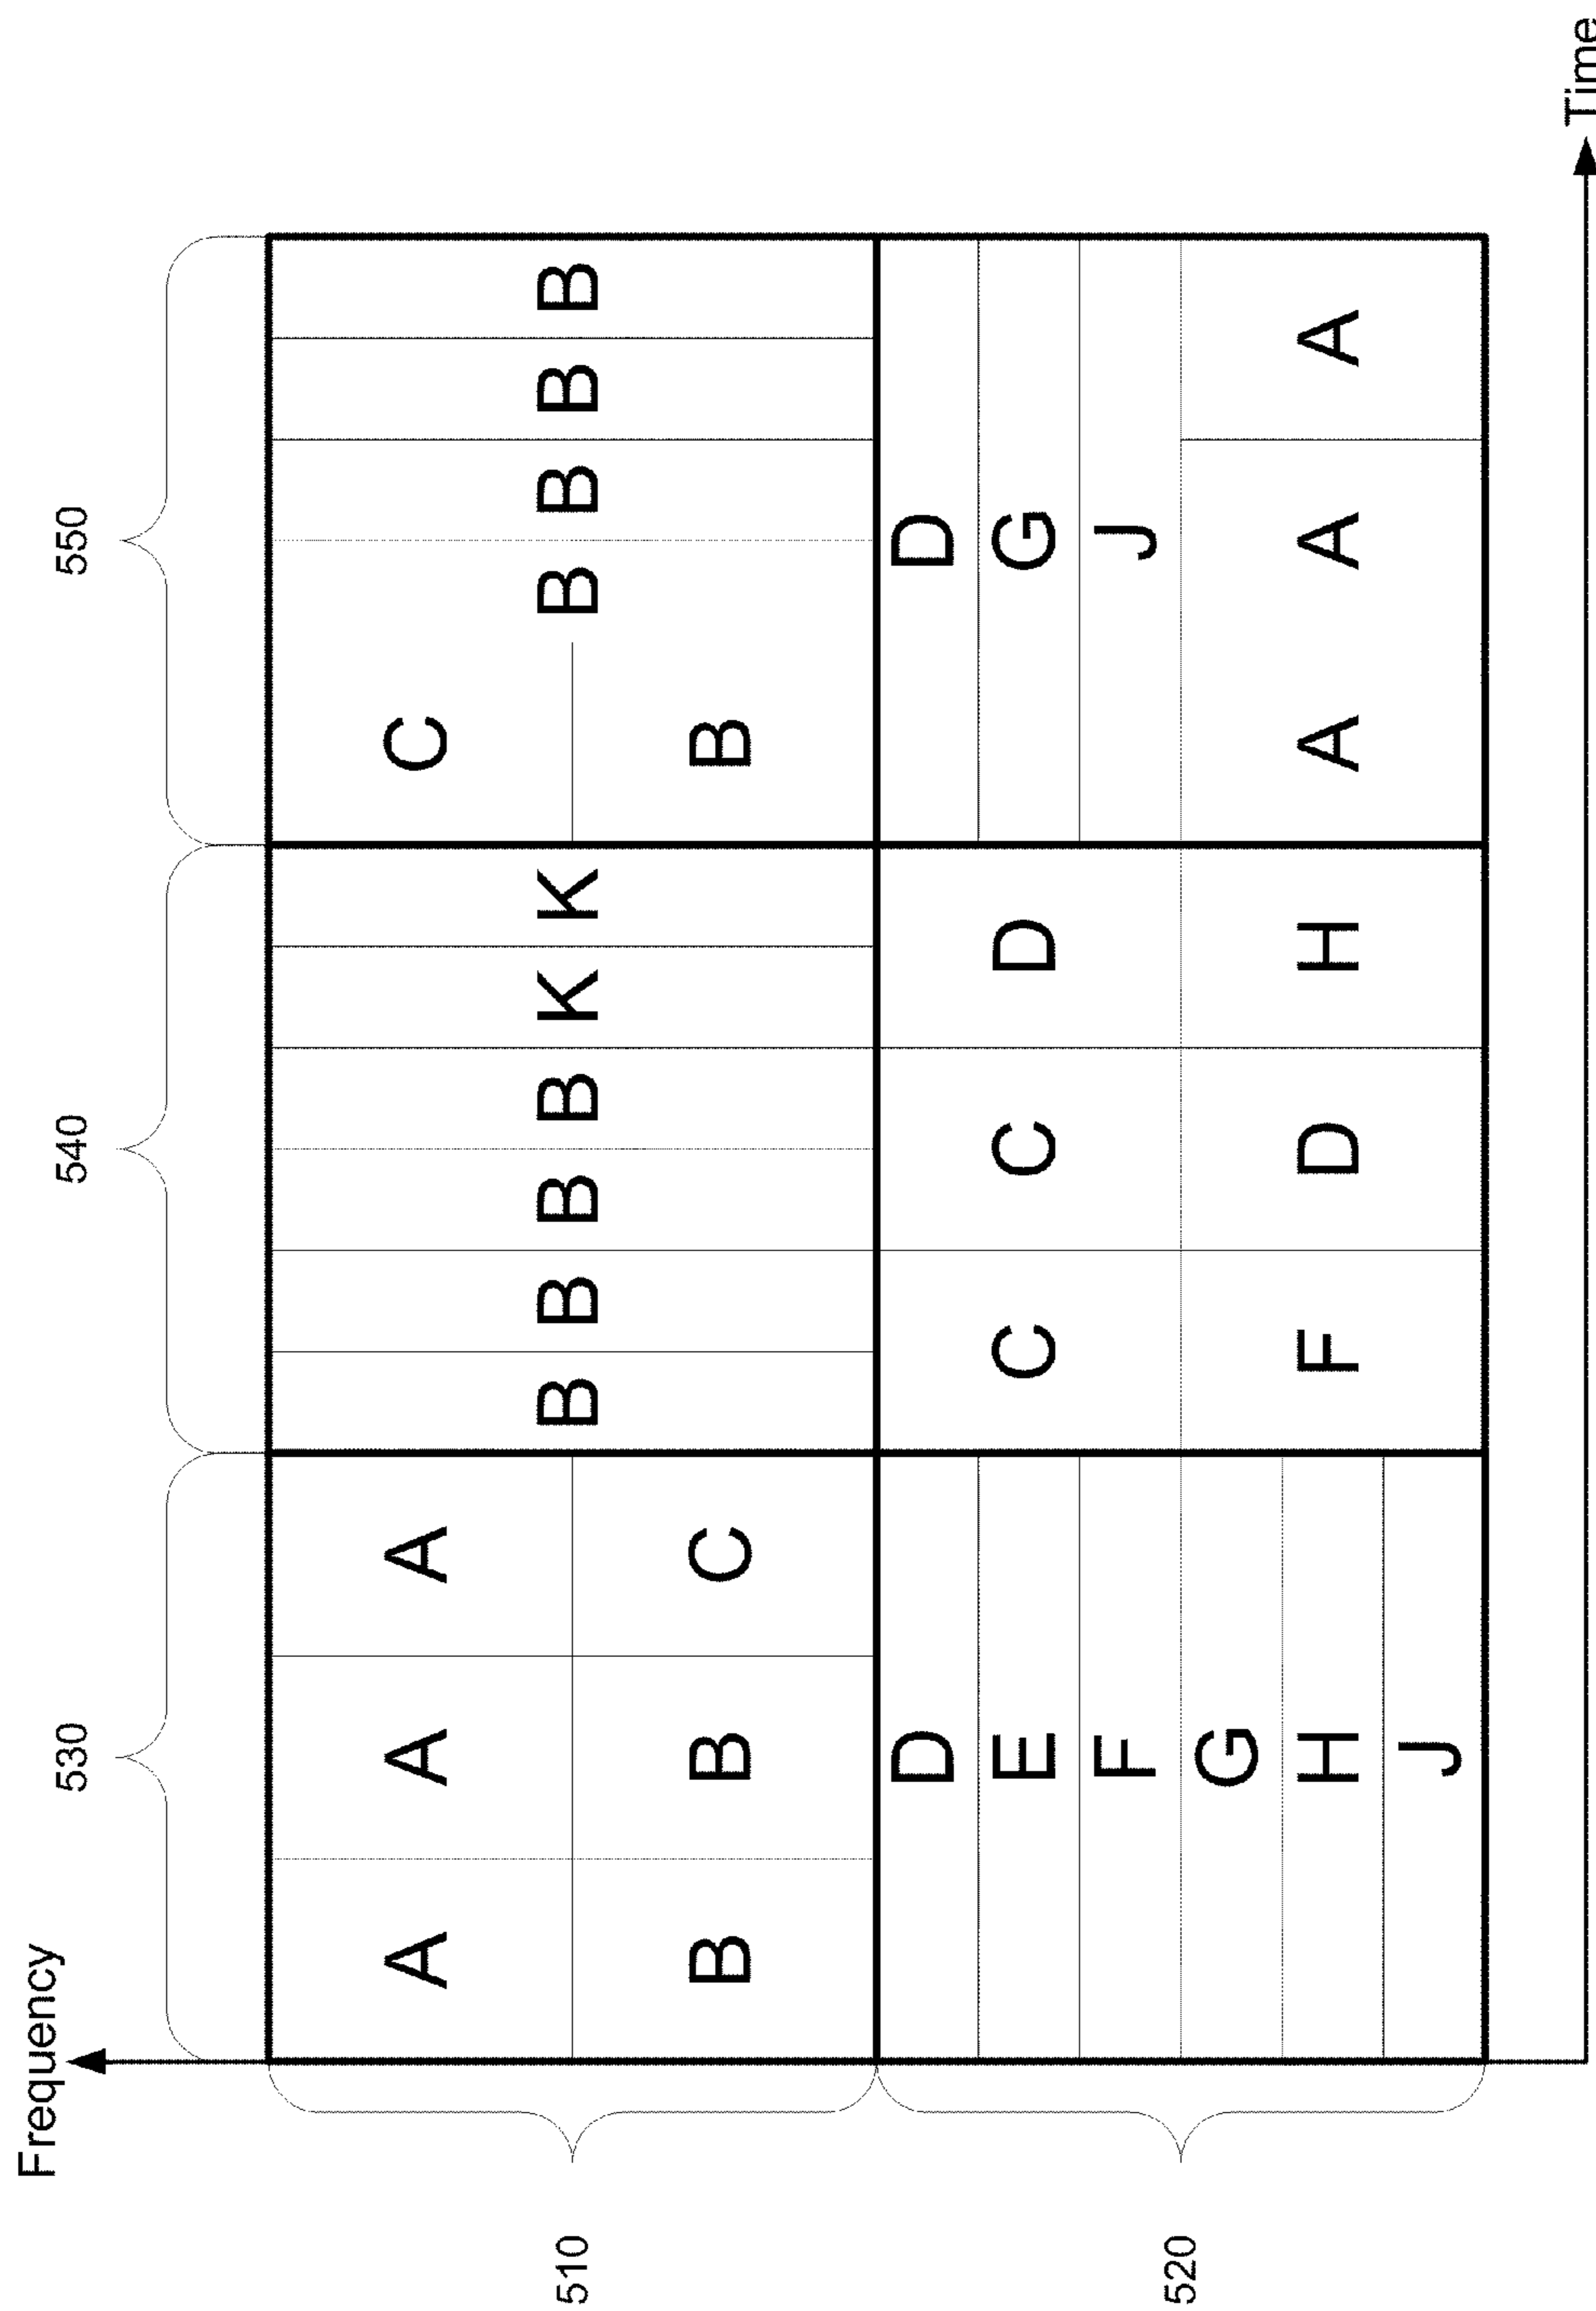 Frequency
530 540 550
A A A C
510 B B B B K K B B B B
B B C B
D D
E C C D G
F J
520
G
H F D H A A A
J
Time